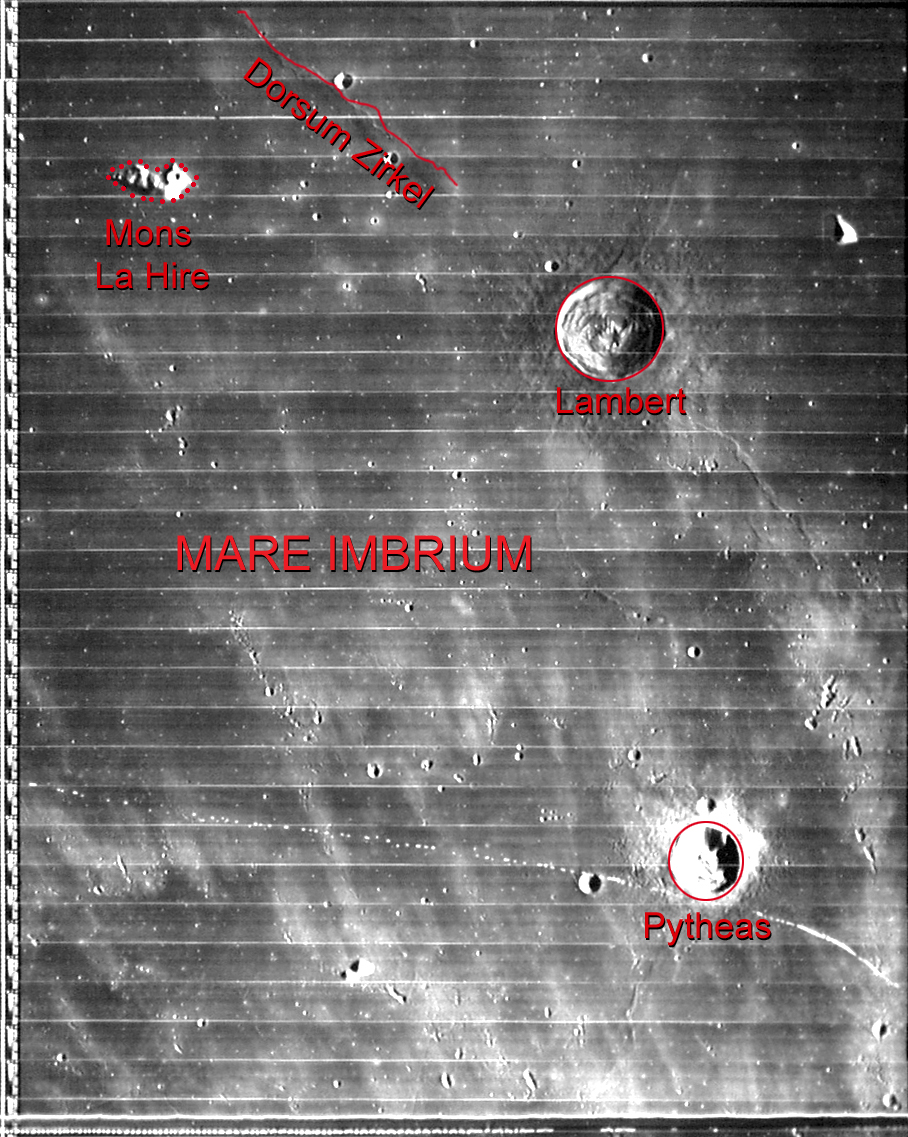 Dorsum Zirkel
Mons
La Hire
Lambert
MARE IMBRIUM
Pytheas